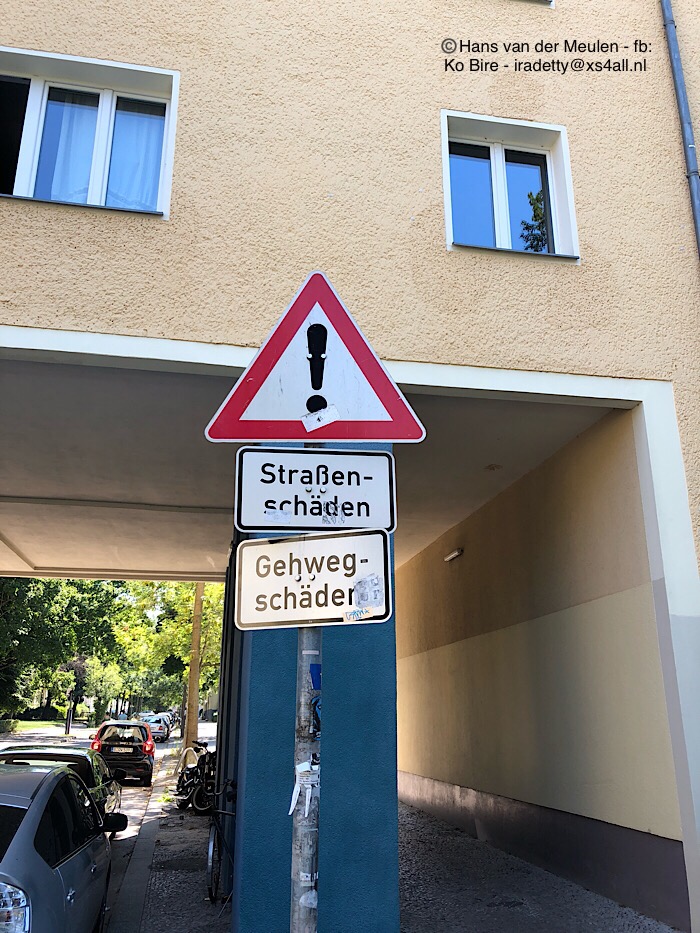 ©Hans van der Meulen - fb:
Ko Bire - iradetty@xs4all.nl
!
Straßen-
schäden
Gehweg-
schäden